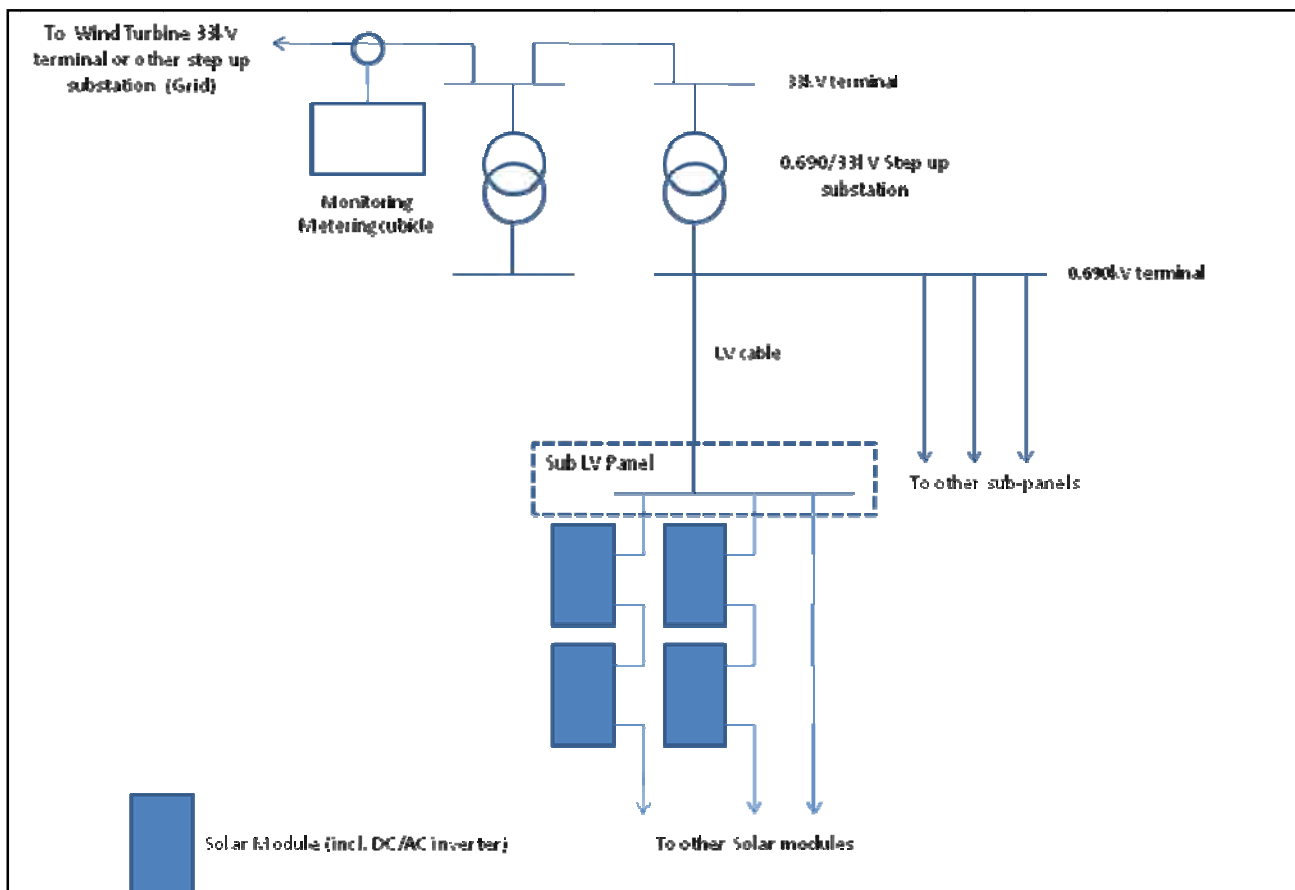 To Wind Turbine 33kV
terminal or other step up
substation (Grid)
33kV terminal
0.690/33kV Step up
substation
Monitoring
Metering cubicle
0.690kV terminal
LV cable
Sub LV Panel
To other sub-panels
Solar Module (incl. DC/AC inverter)
To other Solar modules